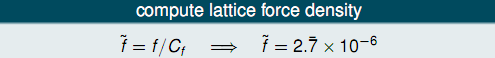 compute lattice force density
f̃ = f/C_f ⟹ f̃ = 2.7̄ × 10⁻⁶